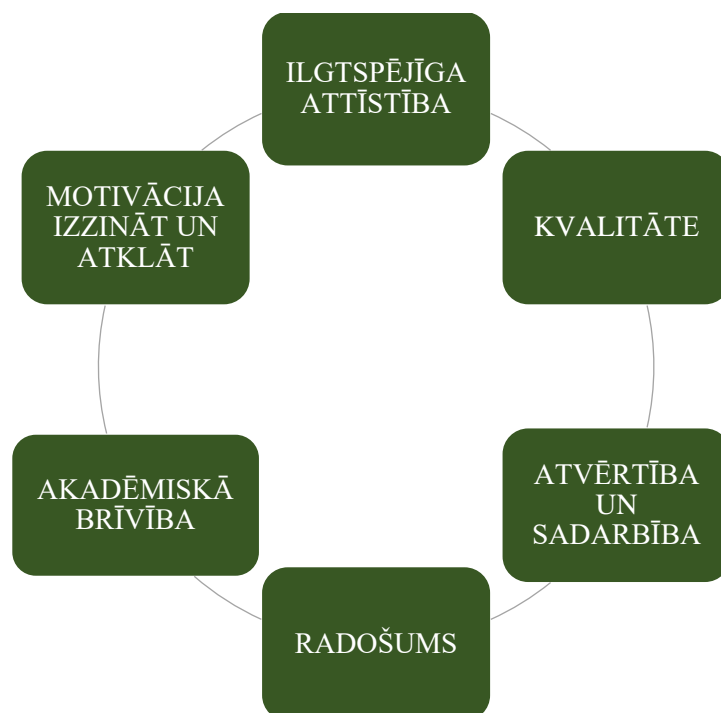 ILGTSPĒJĪGA
ATTĪSTĪBA
KVALITĀTE
ATVĒRTĪBA
UN
SADARBĪBA
RADOŠUMS
AKADĒMISKĀ
BRĪVĪBA
MOTIVĀCIJA
IZZINĀT UN
ATKLĀT